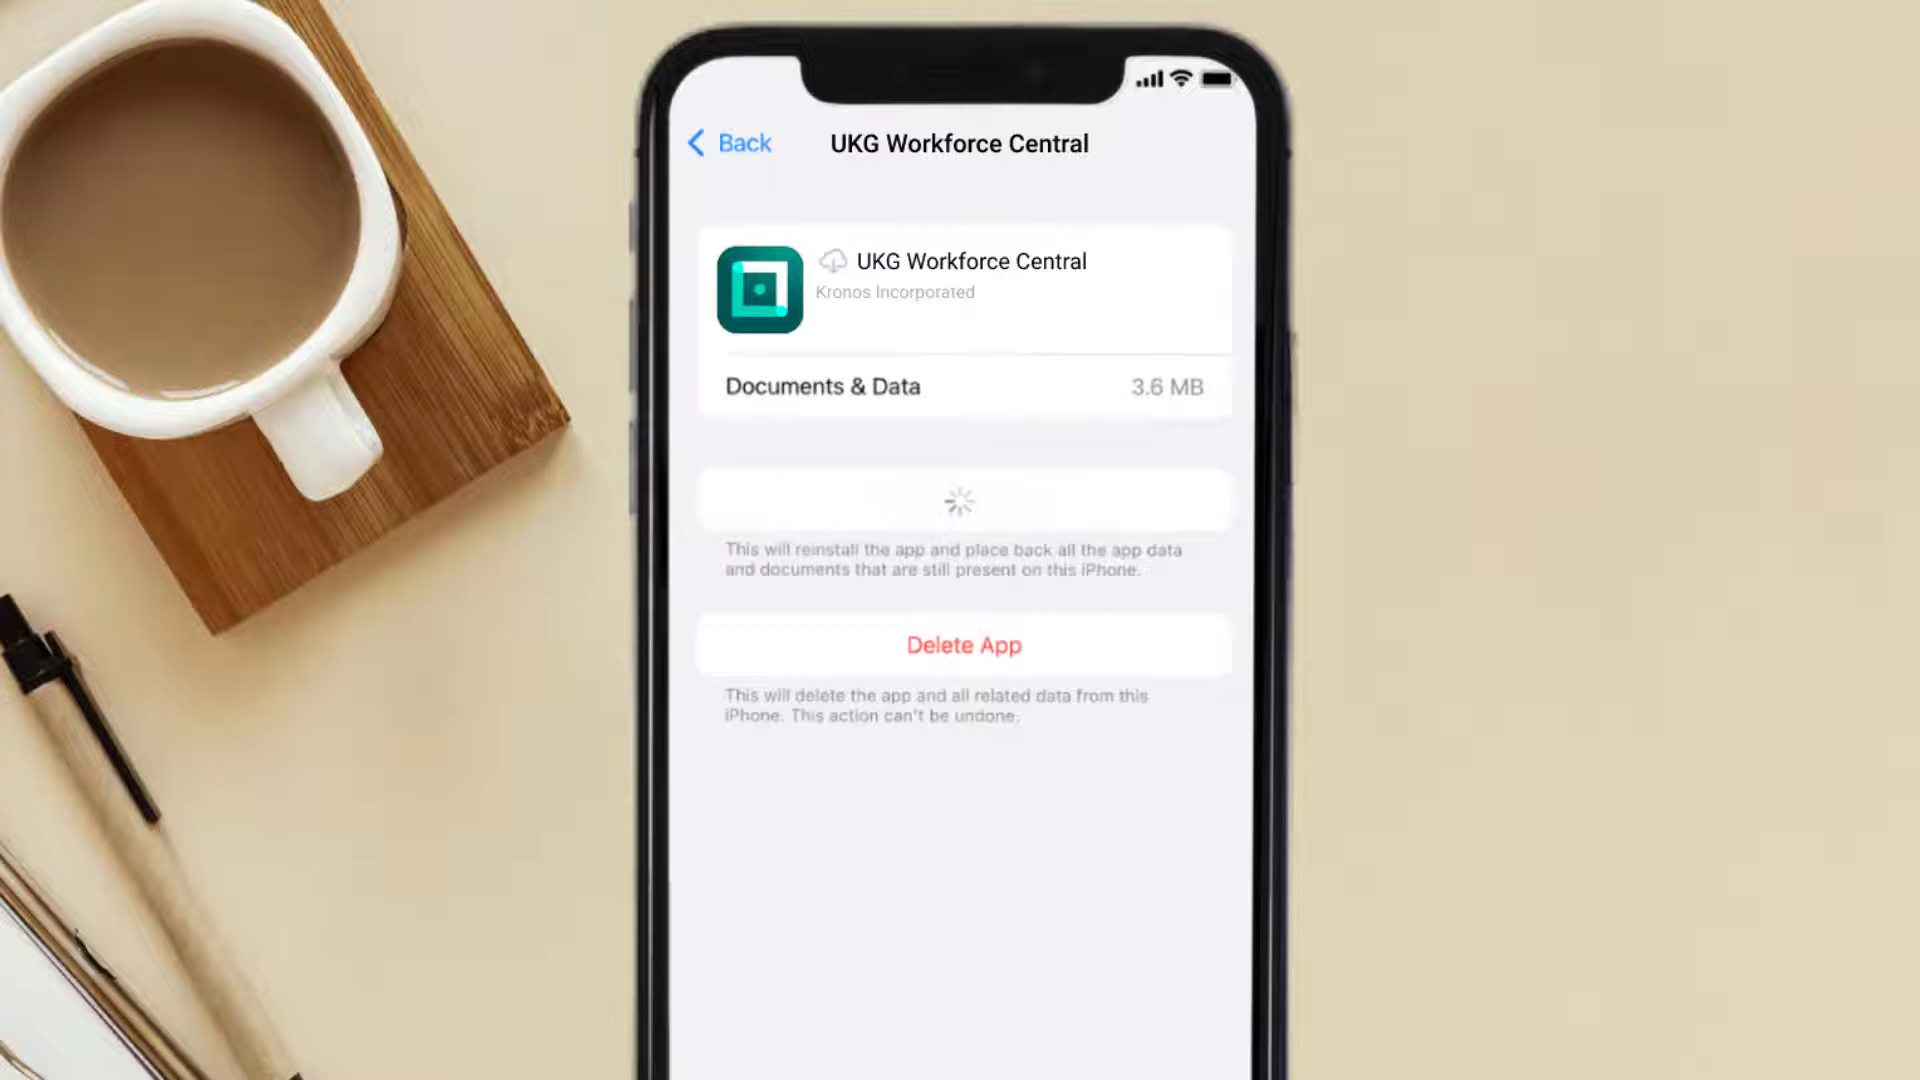 Back
UKG Workforce Central
UKG Workforce Central
Kronos Incorporated
Documents & Data
3.6 MB
This will reinstall the app and place back all the app data
and documents that are still present on this iPhone.
Delete App
This will delete the app and all related data from this
iPhone. This action can't be undone.